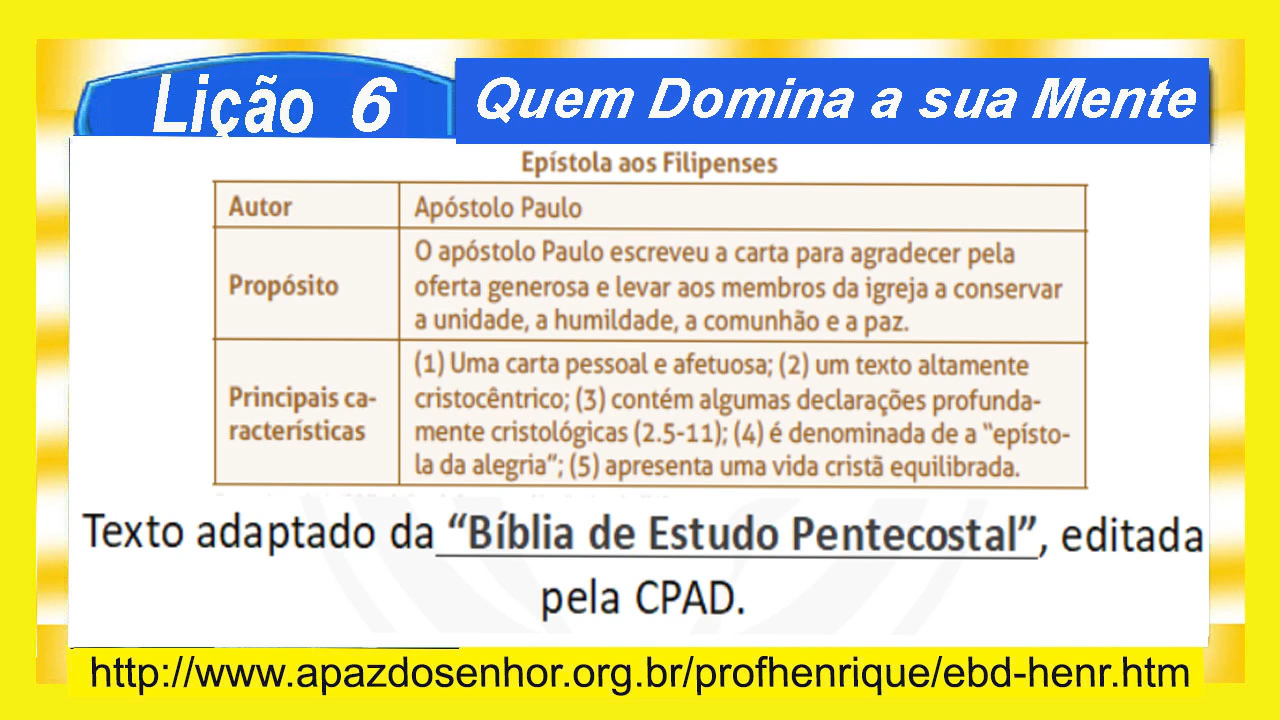 Lição 6
Quem Domina a sua Mente
Epístola aos Filipenses
Autor
Apóstolo Paulo
Propósito
O apóstolo Paulo escreveu a carta para agradecer pela
oferta generosa e levar aos membros da igreja a conservar
a unidade, a humildade, a comunhão e a paz.
Principais ca-
racterísticas
(1) Uma carta pessoal e afetuosa; (2) um texto altamente
cristocêntrico; (3) contém algumas declarações profunda-
mente cristológicas (2.5-11); (4) é denominada de a “epísto-
la da alegria”; (5) apresenta uma vida cristã equilibrada.
Texto adaptado da “Bíblia de Estudo Pentecostal”, editada
pela CPAD.
http://www.apazdosenhor.org.br/profhenrique/ebd-henr.htm